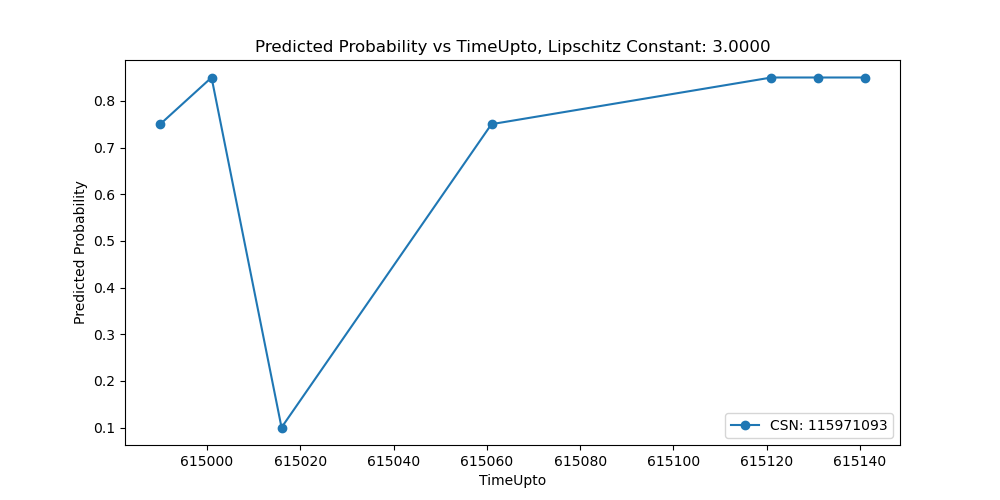 Predicted Probability vs TimeUpto, Lipschitz Constant: 3.0000
Predicted Probability
0.8
0.7
0.6
0.5
0.4
0.3
0.2
0.1
CSN: 115971093
615000 615020 615040 615060 615080 615100 615120 615140
TimeUpto